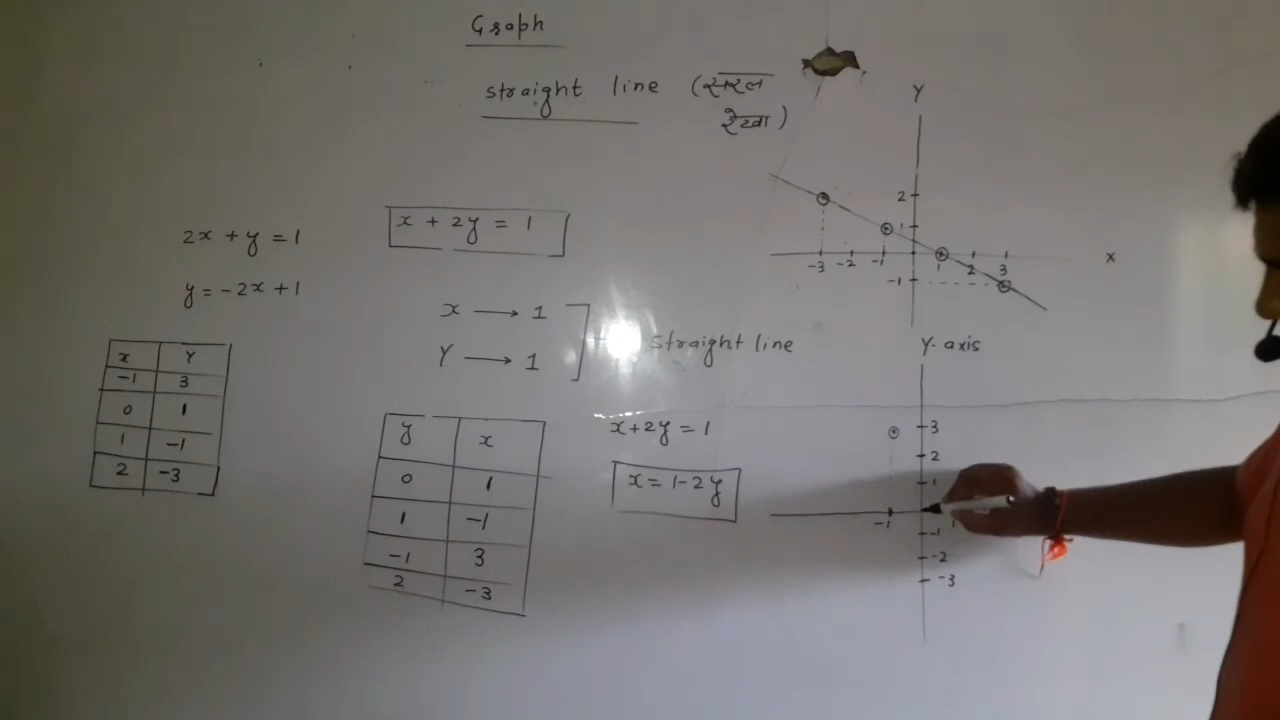 Graph
straight line (सरल
रेखा)
2x + y = 1
y = -2x + 1
x Y
-1 3
0 1
1 -1
2 -3
x + 2y = 1
x → 1
Y → 1
straight line
y x
0 1
1 -1
-1 3
2 -3
x+2y = 1
x = 1-2y
Y
2
1
-3 -2 -1 1 2 3 x
-1
Y-axis
3
2
1
-1 1
-1
-2
-3